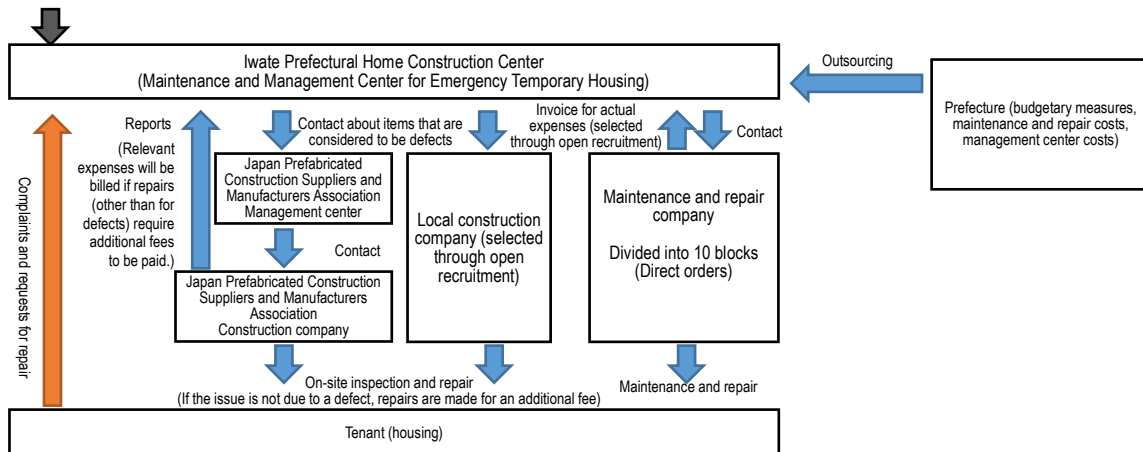 Iwate Prefectural Home Construction Center
(Maintenance and Management Center for Emergency Temporary Housing)
Outsourcing
Prefecture (budgetary measures,
maintenance and repair costs,
management center costs)
Complaints and requests for repair
Reports
(Relevant
expenses will be
billed if repairs
(other than for
defects) require
additional fees
to be paid.)
Contact about items that are
considered to be defects
Japan Prefabricated
Construction Suppliers and
Manufacturers Association
Management center
Contact
Japan Prefabricated Construction
Suppliers and Manufacturers
Association
Construction company
Local construction
company (selected
through open
recruitment)
Invoice for actual
expenses (selected
through open recruitment)
Contact
Maintenance and repair
company
Divided into 10 blocks
(Direct orders)
On-site inspection and repair
(If the issue is not due to a defect, repairs are made for an additional fee)
Maintenance and repair
Tenant (housing)